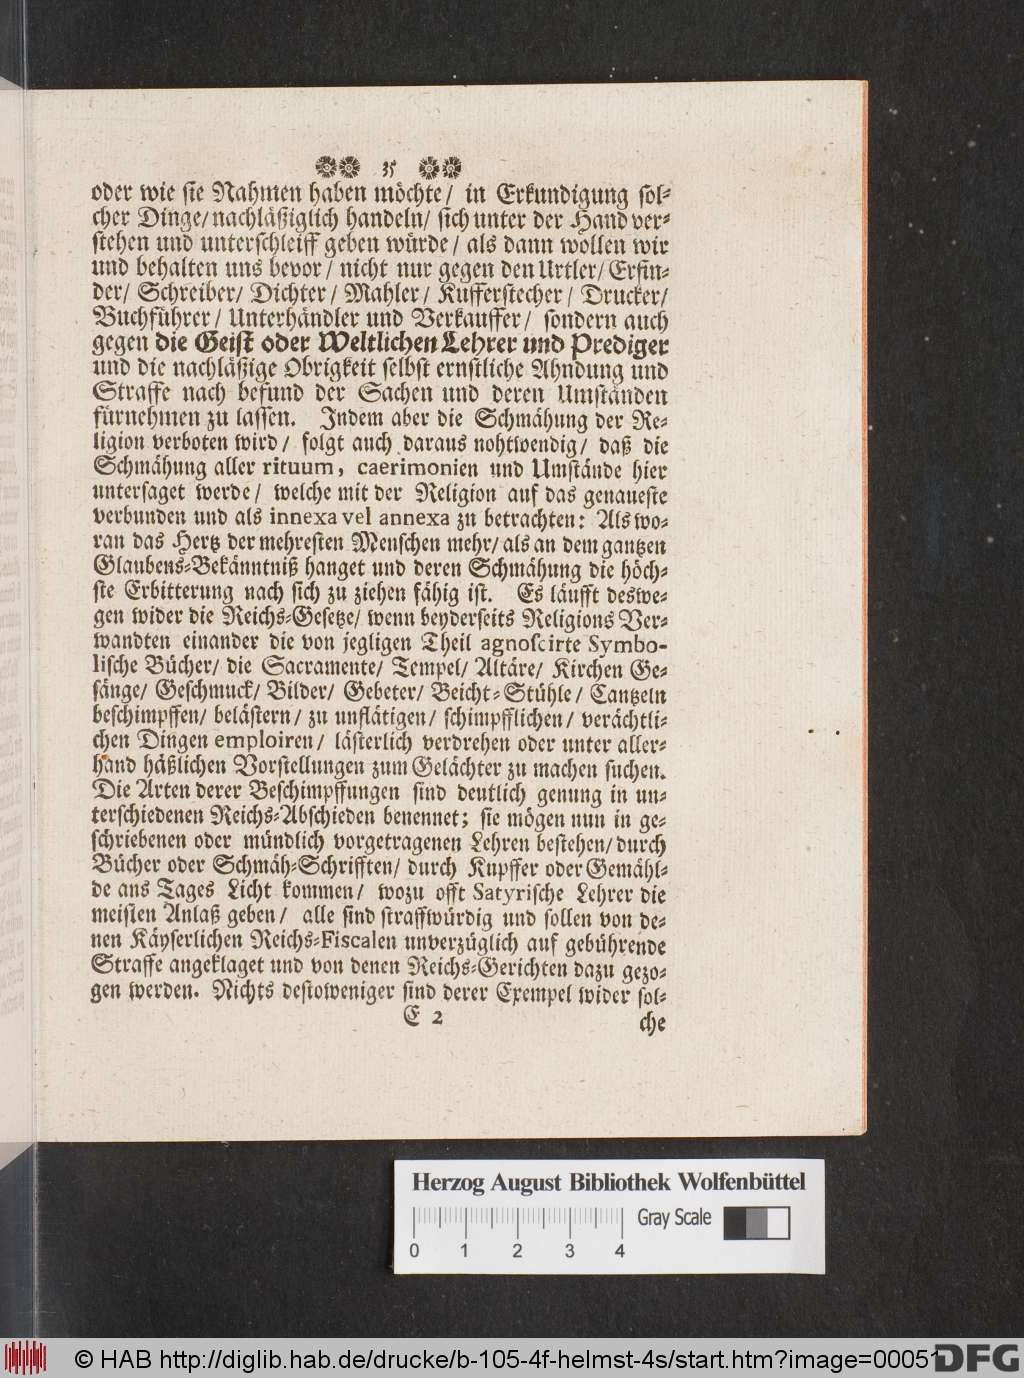 35
oder wie sie Nahmen haben möchte/ in Erkundigung sol-
cher Dinge/ nachläßiglich handeln/ sich unter der Hand ver-
stehen und unterschleiff geben würde/ als dann wollen wir
und behalten uns bevor/ nicht nur gegen den Urtler/ Erfin-
der/ Schreiber/ Dichter/ Mahler/ Kufferstecher/ Drucker/
Buchführer/ Unterhändler und Verkauffer/ sondern auch
gegen die Geist oder Weltlichen Lehrer und Prediger
und die nachläßige Obrigkeit selbst ernstliche Ahndung und
Straffe nach befund der Sachen und deren Umständen
fürnehmen zu lassen. Indem aber die Schmähung der Re-
ligion verboten wird/ folgt auch daraus nohtwendig/ daß die
Schmähung aller rituum, caerimonien und Umstände hier
untersaget werde/ welche mit der Religion auf das genaueste
verbunden und als innexa vel annexa zu betrachten: Als wo-
ran das Hertz der mehresten Menschen mehr/ als an dem gantzen
Glaubens-Bekänntniß hanget und deren Schmähung die höch-
ste Erbitterung nach sich zu ziehen fähig ist. Es läufft deswe-
gen wider die Reichs-Gesetze/ wenn beyderseits Religions Ver-
wandten einander die von jegligen Theil agnoscirte Symbo-
lische Bücher/ die Sacramente/ Tempel/ Altäre/ Kirchen Ge-
sänge/ Geschmuck/ Bilder/ Gebeter/ Beicht-Stühle/ Cantzeln
beschimpffen/ belästern/ zu unflätigen/ schimpfflichen/ verächtli-
chen Dingen emploiren/ lästerlich verdrehen oder unter aller-
hand häßlichen Vorstellungen zum Gelächter zu machen suchen.
Die Arten derer Beschimpffungen sind deutlich genung in un-
terschiedenen Reichs-Abschieden benennet; sie mögen nun in ge-
schriebenen oder mündlich vorgetragenen Lehren bestehen/ durch
Bücher oder Schmäh-Schrifften/ durch Kupffer oder Gemähl-
de ans Tages Licht kommen/ wozu offt Satyrische Lehrer die
meisten Anlaß geben/ alle sind straffwürdig und sollen von de-
nen Käyserlichen Reichs-Fiscalen unverzüglich auf gebührende
Straffe angeklaget und von denen Reichs-Gerichten dazu gezo-
gen werden. Nichts destoweniger sind derer Exempel wider sol-
E 2 che
Herzog August Bibliothek Wolfenbüttel
Gray Scale
0 1 2 3 4
© HAB http://diglib.hab.de/drucke/b-105-4f-helmst-4s/start.htm?image=00051
DFG